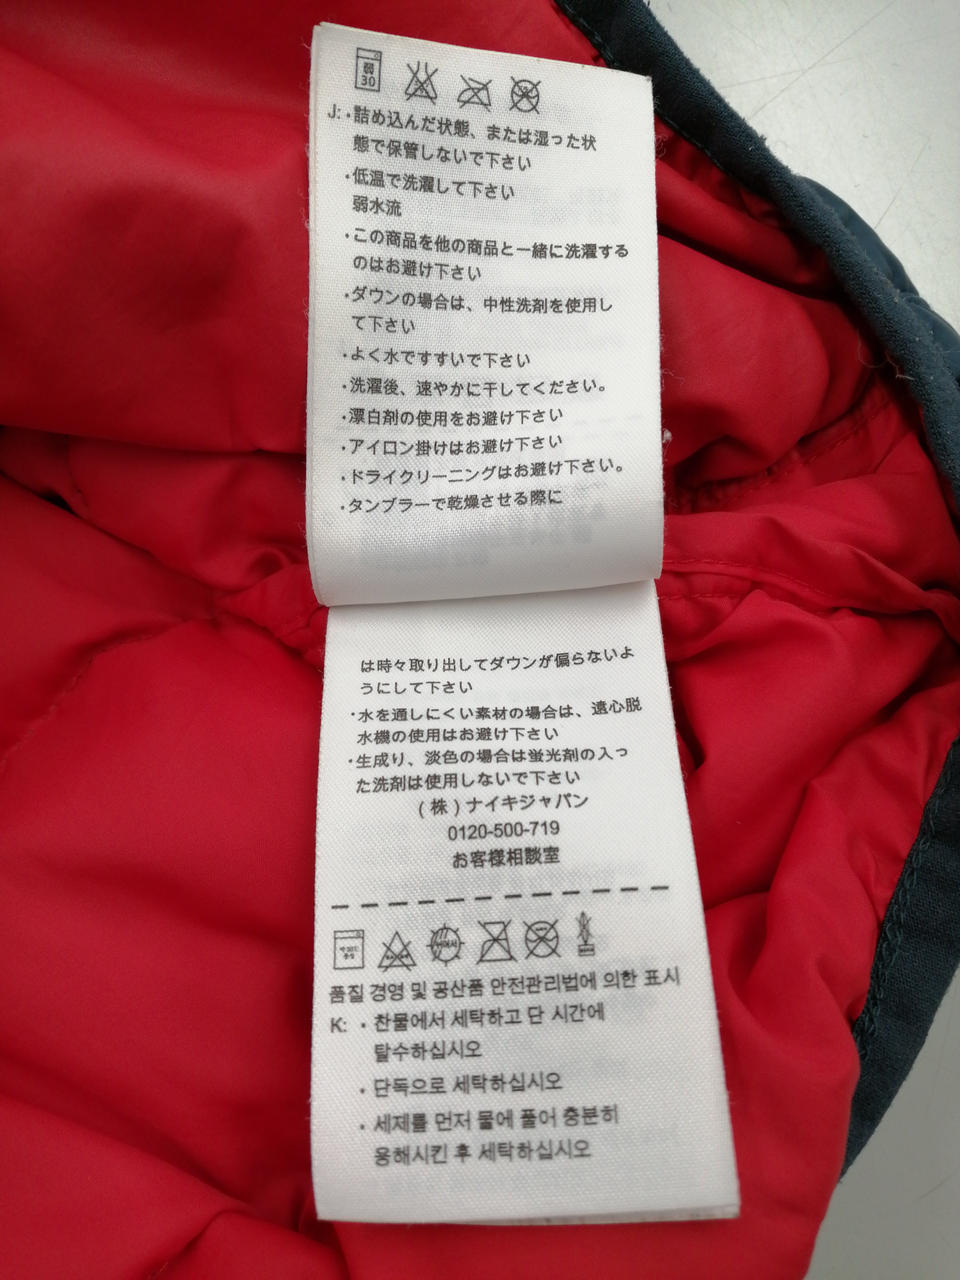 弱
30
J: ・詰め込んだ状態、または湿った状
態で保管しないで下さい
・低温で洗濯して下さい
弱水流
・この商品を他の商品と一緒に洗濯する
のはお避け下さい
・ダウンの場合は、中性洗剤を使用し
て下さい
・よく水ですすいで下さい
・洗濯後、速やかに干してください。
・漂白剤の使用をお避け下さい
・アイロン掛けはお避け下さい
・ドライクリーニングはお避け下さい。
・タンブラーで乾燥させる際に
は時々取り出してダウンが偏らないよ
うにして下さい
・水を通しにくい素材の場合は、遠心脱
水機の使用はお避け下さい
・生成り、淡色の場合は蛍光剤の入っ
た洗剤は使用しないで下さい
(株)ナイキジャパン
0120-500-719
お客様相談室
품질 경영 및 공산품 안전관리법에 의한 표시
K: • 찬물에서 세탁하고 단 시간에
탈수하십시오
• 단독으로 세탁하십시오
• 세제를 먼저 물에 풀어 충분히
용해시킨 후 세탁하십시오